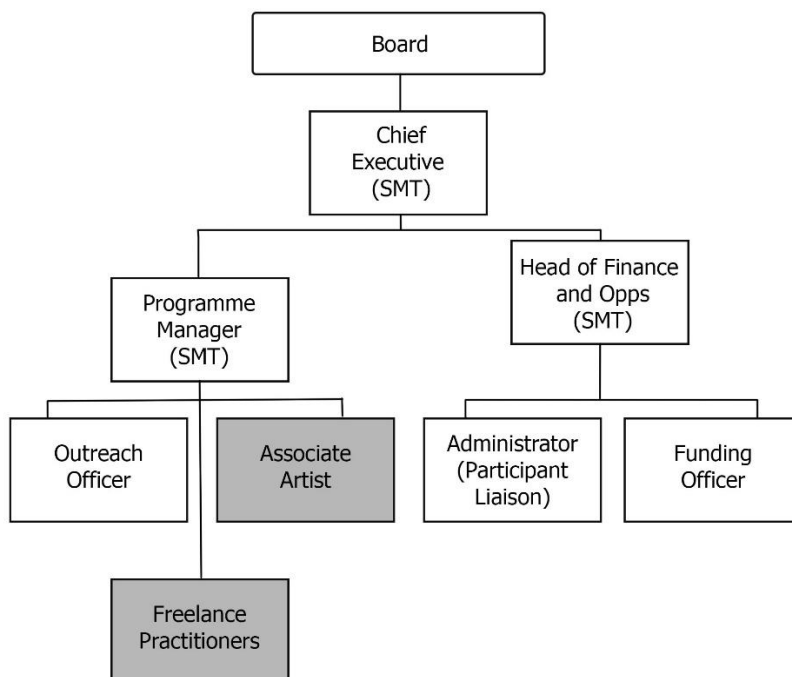 Board
Chief
Executive
(SMT)
Programme
Manager
(SMT)
Head of Finance
and Opps
(SMT)
Outreach
Officer
Associate
Artist
Administrator
(Participant
Liaison)
Funding
Officer
Freelance
Practitioners